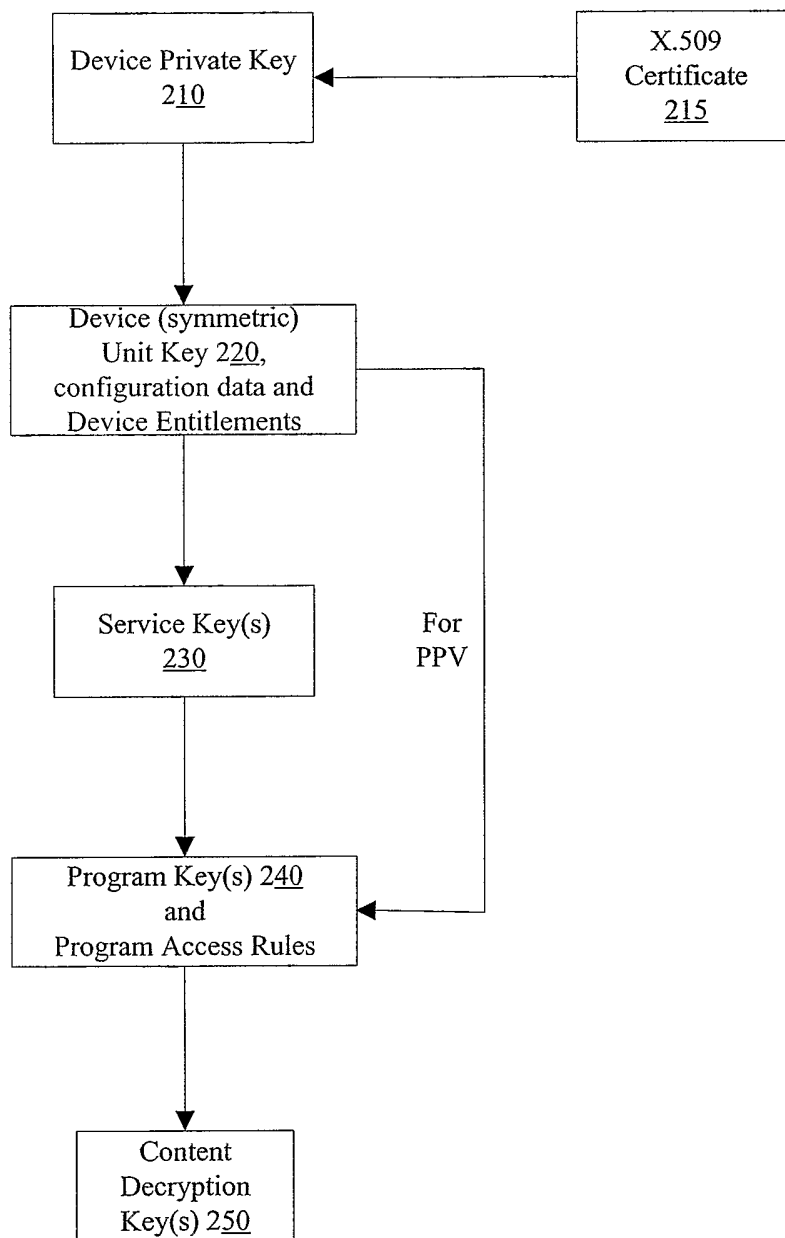 Device Private Key
210
X.509
Certificate
215
Device (symmetric)
Unit Key 220,
configuration data and
Device Entitlements
Service Key(s)
230
For
PPV
Program Key(s) 240
and
Program Access Rules
Content
Decryption
Key(s) 250